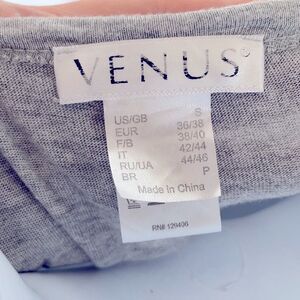 VENUS®
US/GB S
EUR 36/38
F/B 38/40
IT 42/44
RU/UA 44/46
BR P
Made in China
RN# 129406